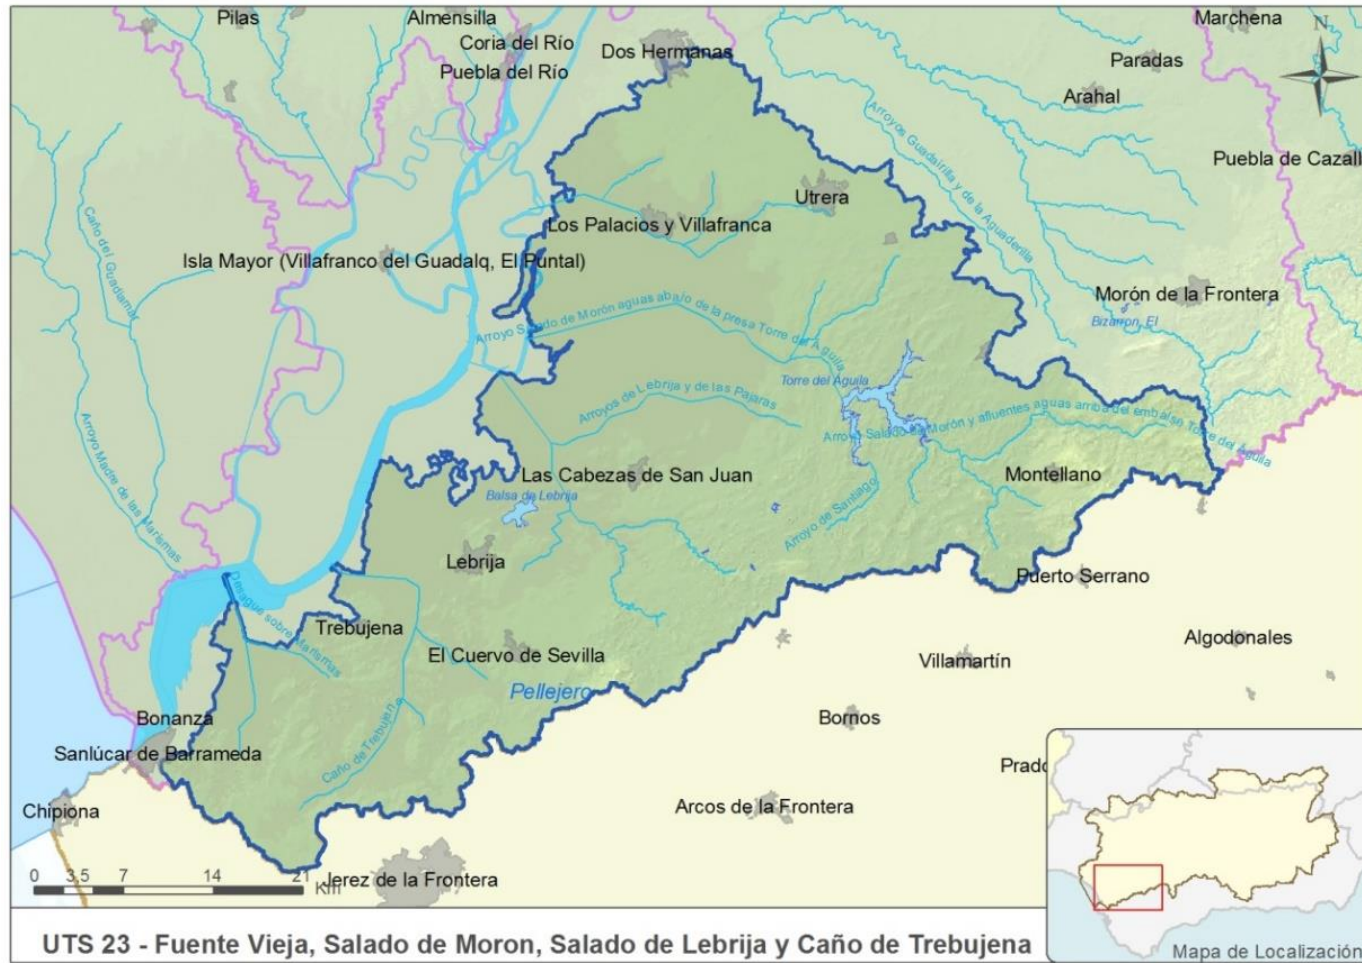 Pilas
Almensilla
Marchena
N
Coria del Río
Dos Hermanas
Puebla del Río
Paradas
Arahal
Puebla de Cazall
Arroyos Guadairilla y de la Aguaderilla
Utrera
Los Palacios y Villafranca
Caño del Guadiamar
Isla Mayor (Villafranco del Guadalq, El Puntal)
Morón de la Frontera
Bizarron, El
Arroyo Salado de Morón aguas abajo de la presa Torre del Aguila
Torre del Aguila
Arroyos de Lebrija y de las Pajaras
Arroyo Salado de Morón y afluentes aguas arriba del embalse Torre del Aguila
Arroyo Madre de las Marismas
Las Cabezas de San Juan
Montellano
Balsa de Lebrija
Arroyo de Santiago
Lebrija
Puerto Serrano
Desague sobre Marismas
Trebujena
Algodonales
El Cuervo de Sevilla
Villamartín
Pellejero
Caño de Trebujena
Bonanza
Bornos
Sanlúcar de Barrameda
Prado
Chipiona
Arcos de la Frontera
0 3,5 7 14 21 Km
Jerez de la Frontera
UTS 23 - Fuente Vieja, Salado de Moron, Salado de Lebrija y Caño de Trebujena
Mapa de Localización